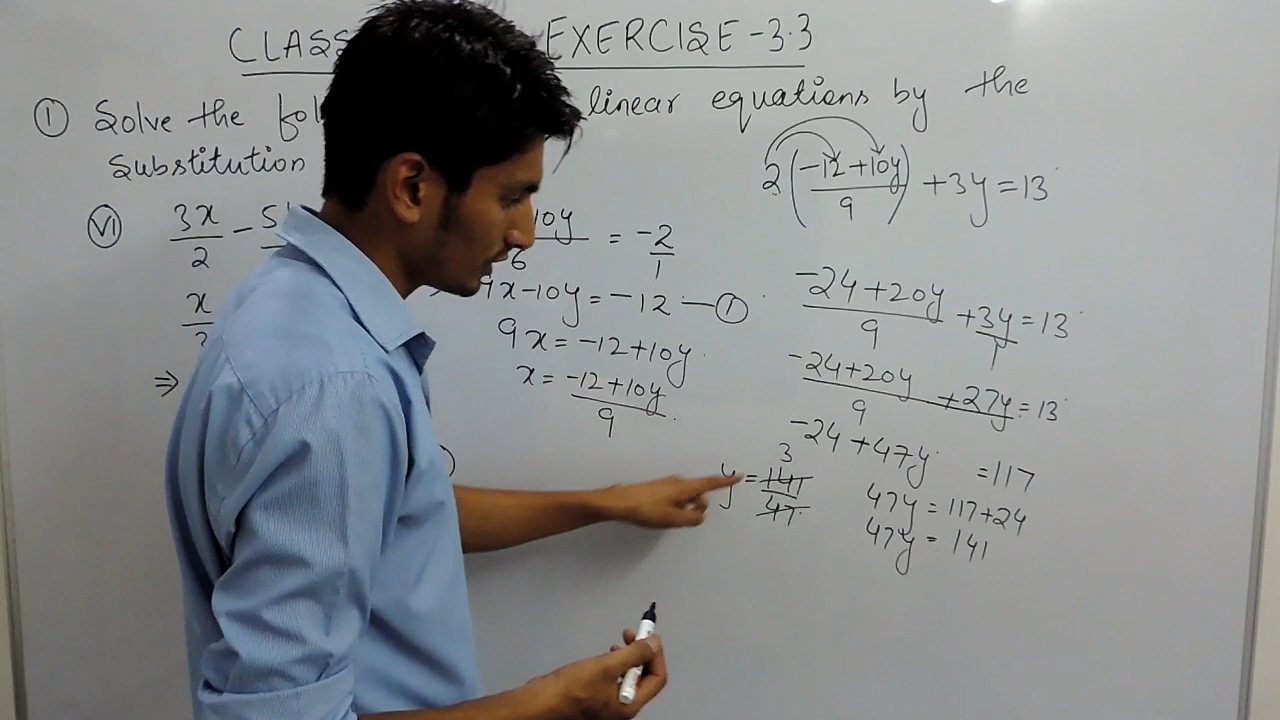 CLASS EXERCISE-3.3
① Solve the fol linear equations by the
substitution
Ⓥⁱ 3x/2 - 5 10y/6 = -2/1
x
9x-10y = -12 — ①
9x = -12+10y
⇒ x = -12+10y/9
2(-12+10y/9) +3y = 13
-24+20y/9 + 3y/1 = 13
-24+20y+27y/9 = 13
-24+47y = 117
47y = 117+24
47y = 141
y = 141/47 3